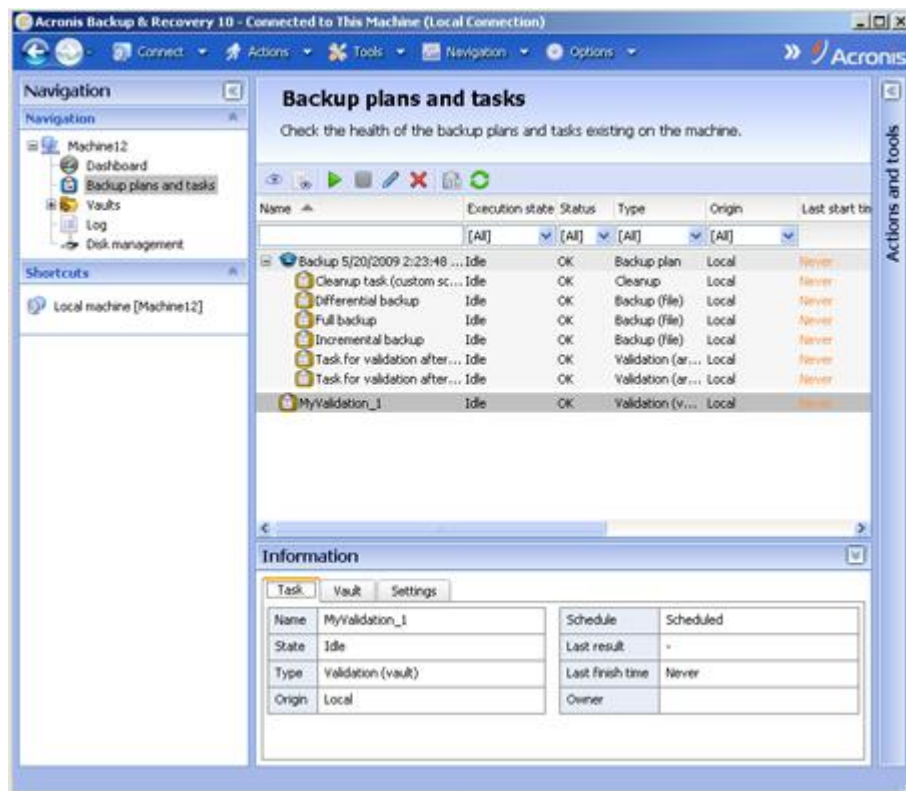 Acronis Backup & Recovery 10 - Connected to This Machine (Local Connection)
Connect Actions Tools Navigation Options » Acronis
Navigation
Navigation
Machine12
Dashboard
Backup plans and tasks
Vaults
Log
Disk management
Shortcuts
Local machine [Machine12]
Backup plans and tasks
Check the health of the backup plans and tasks existing on the machine.
Name Execution state Status Type Origin Last start tin
[All] [All] [All] [All]
Backup 5/20/2009 2:23:48 ... Idle OK Backup plan Local Never
Cleanup task (custom sc... Idle OK Cleanup Local Never
Differential backup Idle OK Backup (file) Local Never
Full backup Idle OK Backup (file) Local Never
Incremental backup Idle OK Backup (file) Local Never
Task for validation after... Idle OK Validation (ar... Local Never
Task for validation after... Idle OK Validation (ar... Local Never
MyValidation_1 Idle OK Validation (v... Local Never
Information
Task Vault Settings
Name MyValidation_1 Schedule Scheduled
State Idle Last result -
Type Validation (vault) Last finish time Never
Origin Local Owner
Actions and tools